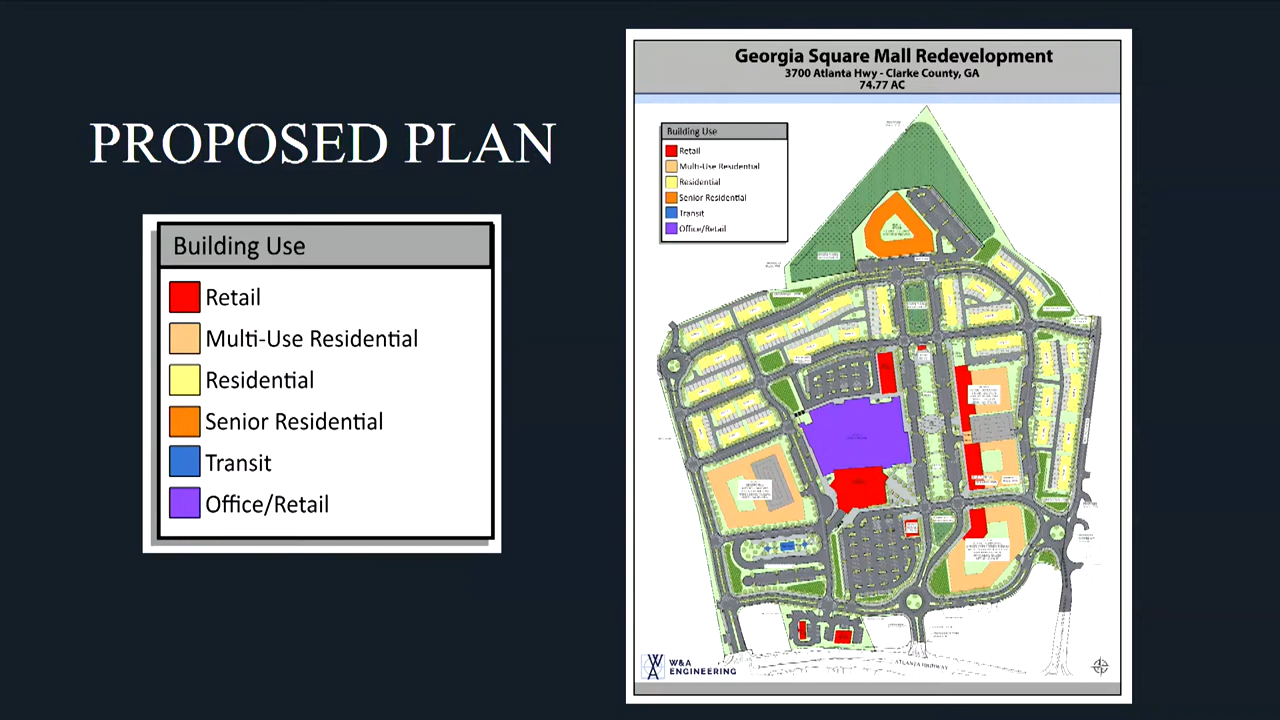 PROPOSED PLAN
Building Use
Retail
Multi-Use Residential
Residential
Senior Residential
Transit
Office/Retail
Georgia Square Mall Redevelopment
3700 Atlanta Hwy - Clarke County, GA
74.77 AC
Building Use
Retail
Multi-Use Residential
Residential
Senior Residential
Transit
Office/Retail
ATLANTA HIGHWAY
W&A
ENGINEERING